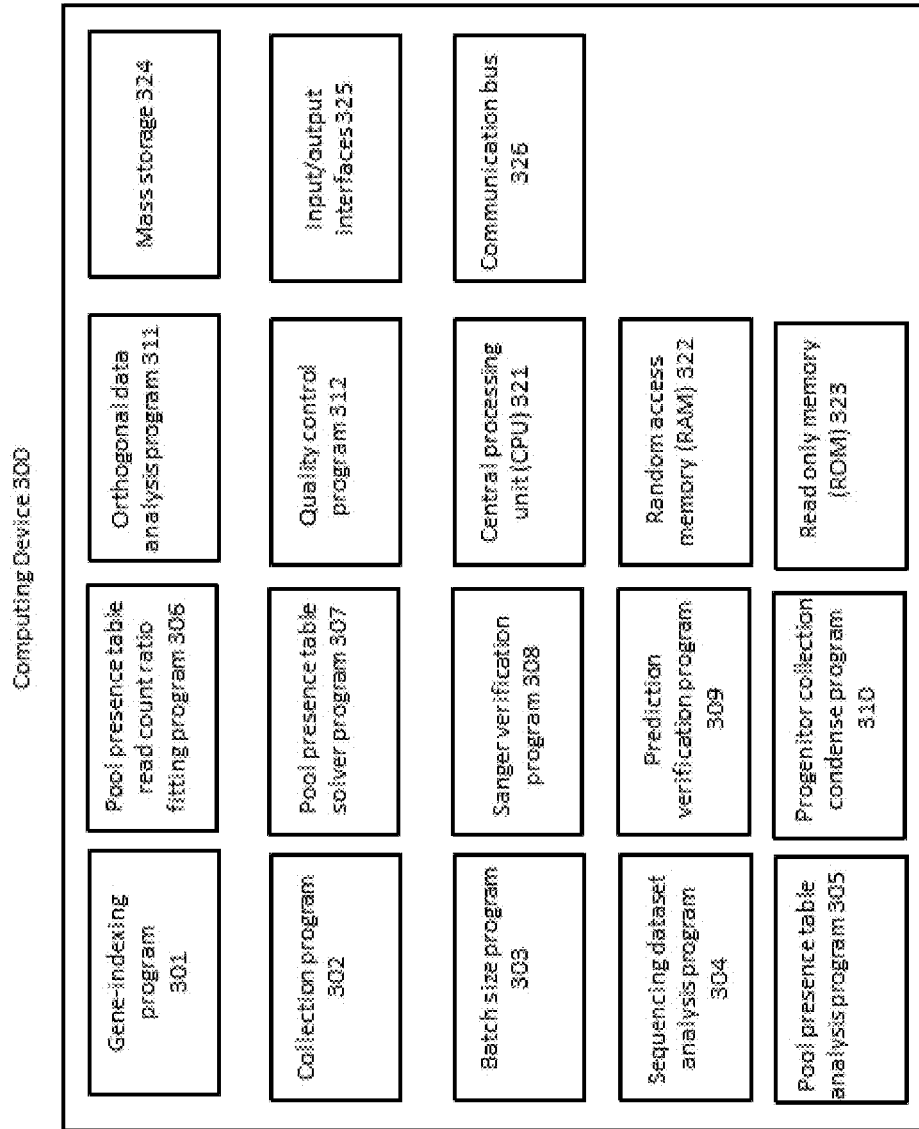 Computing Device 300
Gene-indexing
program
301
Collection program
302
Batch size program
303
Sequencing dataset
analysis program
304
Pool presence table
analysis program 305
Pool presence table
read count ratio
fitting program 306
Pool presence table
solver program 307
Sanger verification
program 308
Prediction
verification program
309
Progenitor collection
condense program
310
Orthogonal data
analysis program 311
Quality control
program 312
Central processing
unit (CPU) 321
Random access
memory (RAM) 322
Read only memory
(ROM) 323
Mass storage 324
Input/output
interfaces 325
Communication bus
326